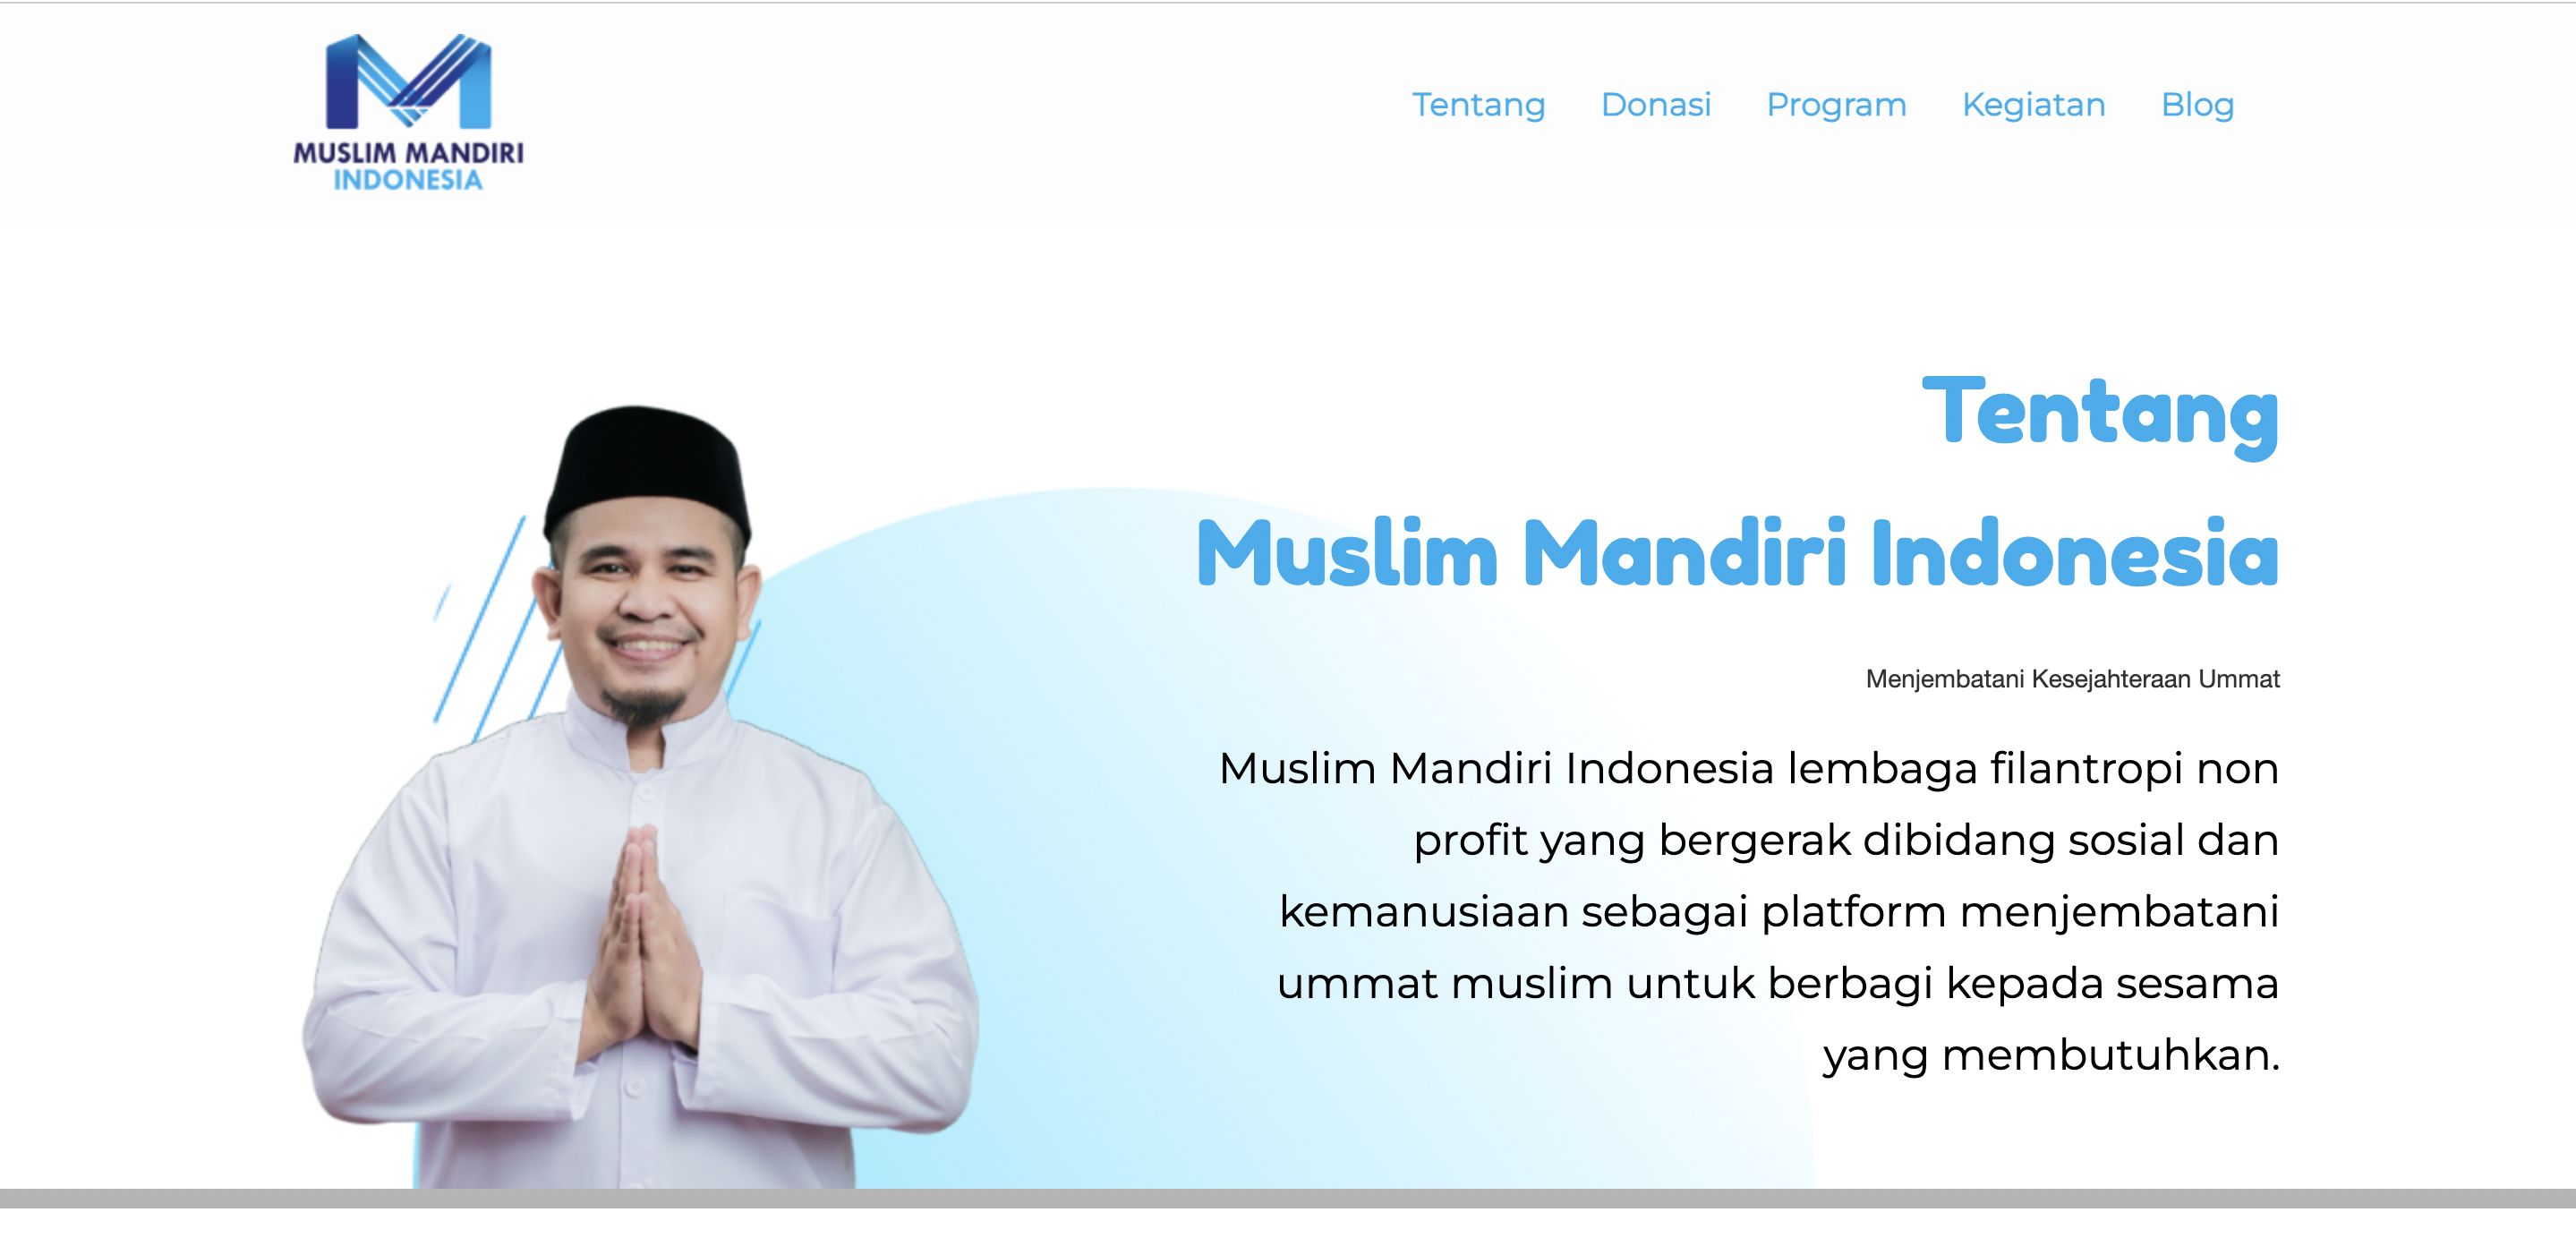 MUSLIM MANDIRI
INDONESIA
Tentang Donasi Program Kegiatan Blog
Tentang
Muslim Mandiri Indonesia
Menjembatani Kesejahteraan Ummat
Muslim Mandiri Indonesia lembaga filantropi non
profit yang bergerak dibidang sosial dan
kemanusiaan sebagai platform menjembatani
ummat muslim untuk berbagi kepada sesama
yang membutuhkan.